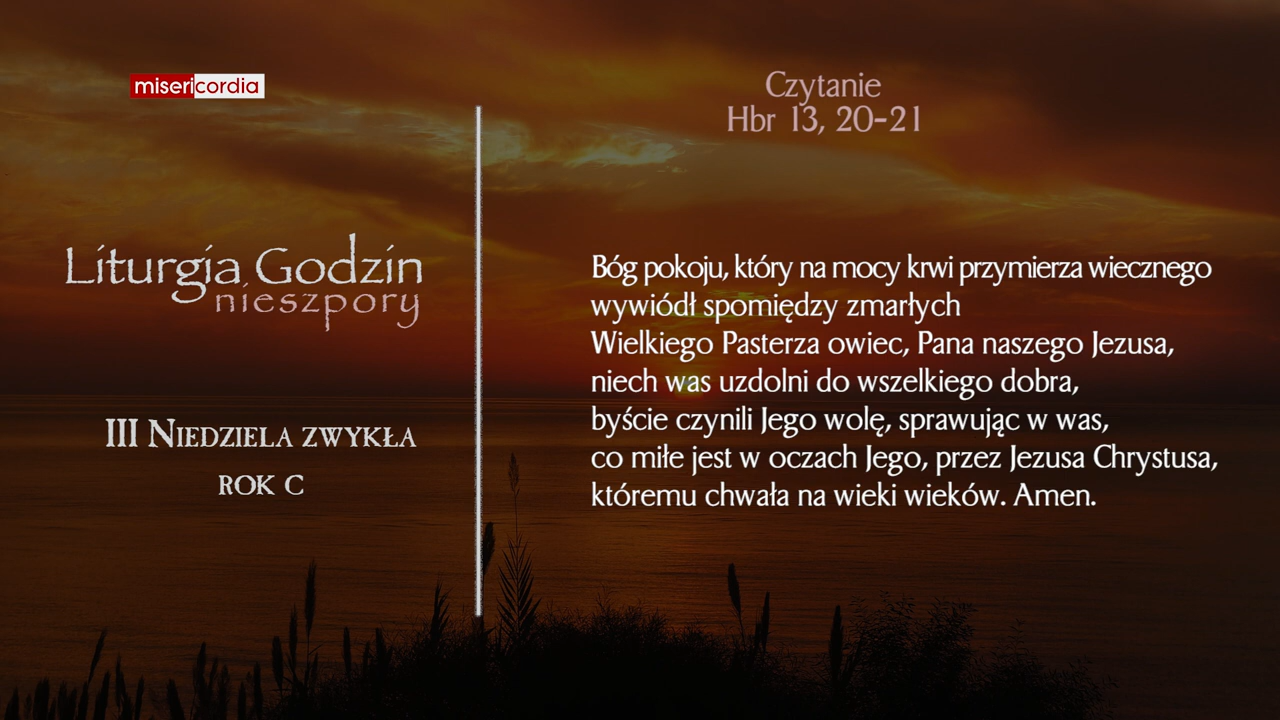 misericordia
Liturgia Godzin
nieszpory
III Niedziela zwykła
rok C
Czytanie
Hbr 13, 20-21
Bóg pokoju, który na mocy krwi przymierza wiecznego
wywiódł spomiędzy zmarłych
Wielkiego Pasterza owiec, Pana naszego Jezusa,
niech was uzdolni do wszelkiego dobra,
byście czynili Jego wolę, sprawując w was,
co miłe jest w oczach Jego, przez Jezusa Chrystusa,
któremu chwała na wieki wieków. Amen.